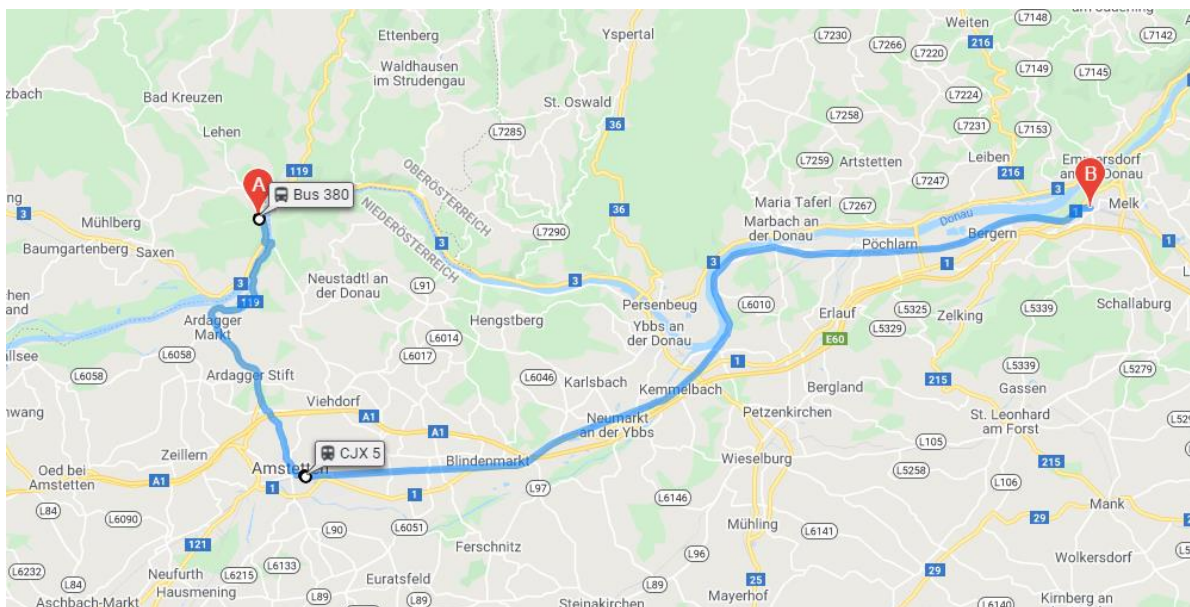 Ettenberg
Yspertal
Weiten
L7148
L7230
L7266
L7220
216
L7142
Waldhausen
im Strudengau
L7149
L7145
Bad Kreuzen
St. Oswald
L7224
36
L7258
L7231
L7153
Lehen
L7285
119
L7259
Artstetten
Leiben
216
Emmersdorf
an der Donau
L7247
A
Bus 380
OBERÖSTERREICH
NIEDERÖSTERREICH
B
3
Maria Taferl
L7267
3
Melk
Mühlberg
36
Marbach an
der Donau
Donau
1
Baumgartenberg
Saxen
L7290
3
Pöchlarn
Bergern
1
Neustadtl an
der Donau
L91
3
3
1
3
119
L6010
Schallaburg
Ardagger
Markt
Hengstberg
Persenbeug
Ybbs an
der Donau
Erlauf
L5325
L5329
Zelking
L5339
L6014
L6017
E60
L6058
L6058
Ardagger Stift
L6046
Karlsbach
1
Kemmelbach
Bergland
215
L5339
Gassen
L5279
Viehdorf
A1
Neumarkt
an der Ybbs
Petzenkirchen
St. Leonhard
am Forst
A1
Zeillern
CJX 5
L105
Blindenmarkt
Wieselburg
Oed bei
Amstetten
A1
Amstetten
L5258
215
1
1
L97
L106
L84
L6090
L90
L6051
L6146
Mank
Mühling
L6141
29
121
Ferschnitz
29
L6232
L84
Neufurth
L6215
L6133
L96
Wolkersdorf
Hausmening
Euratsfeld
25
29
L89
L89
Aschbach-Markt
Steinakirchen
Mayerhof
L6140
Kirnberg an